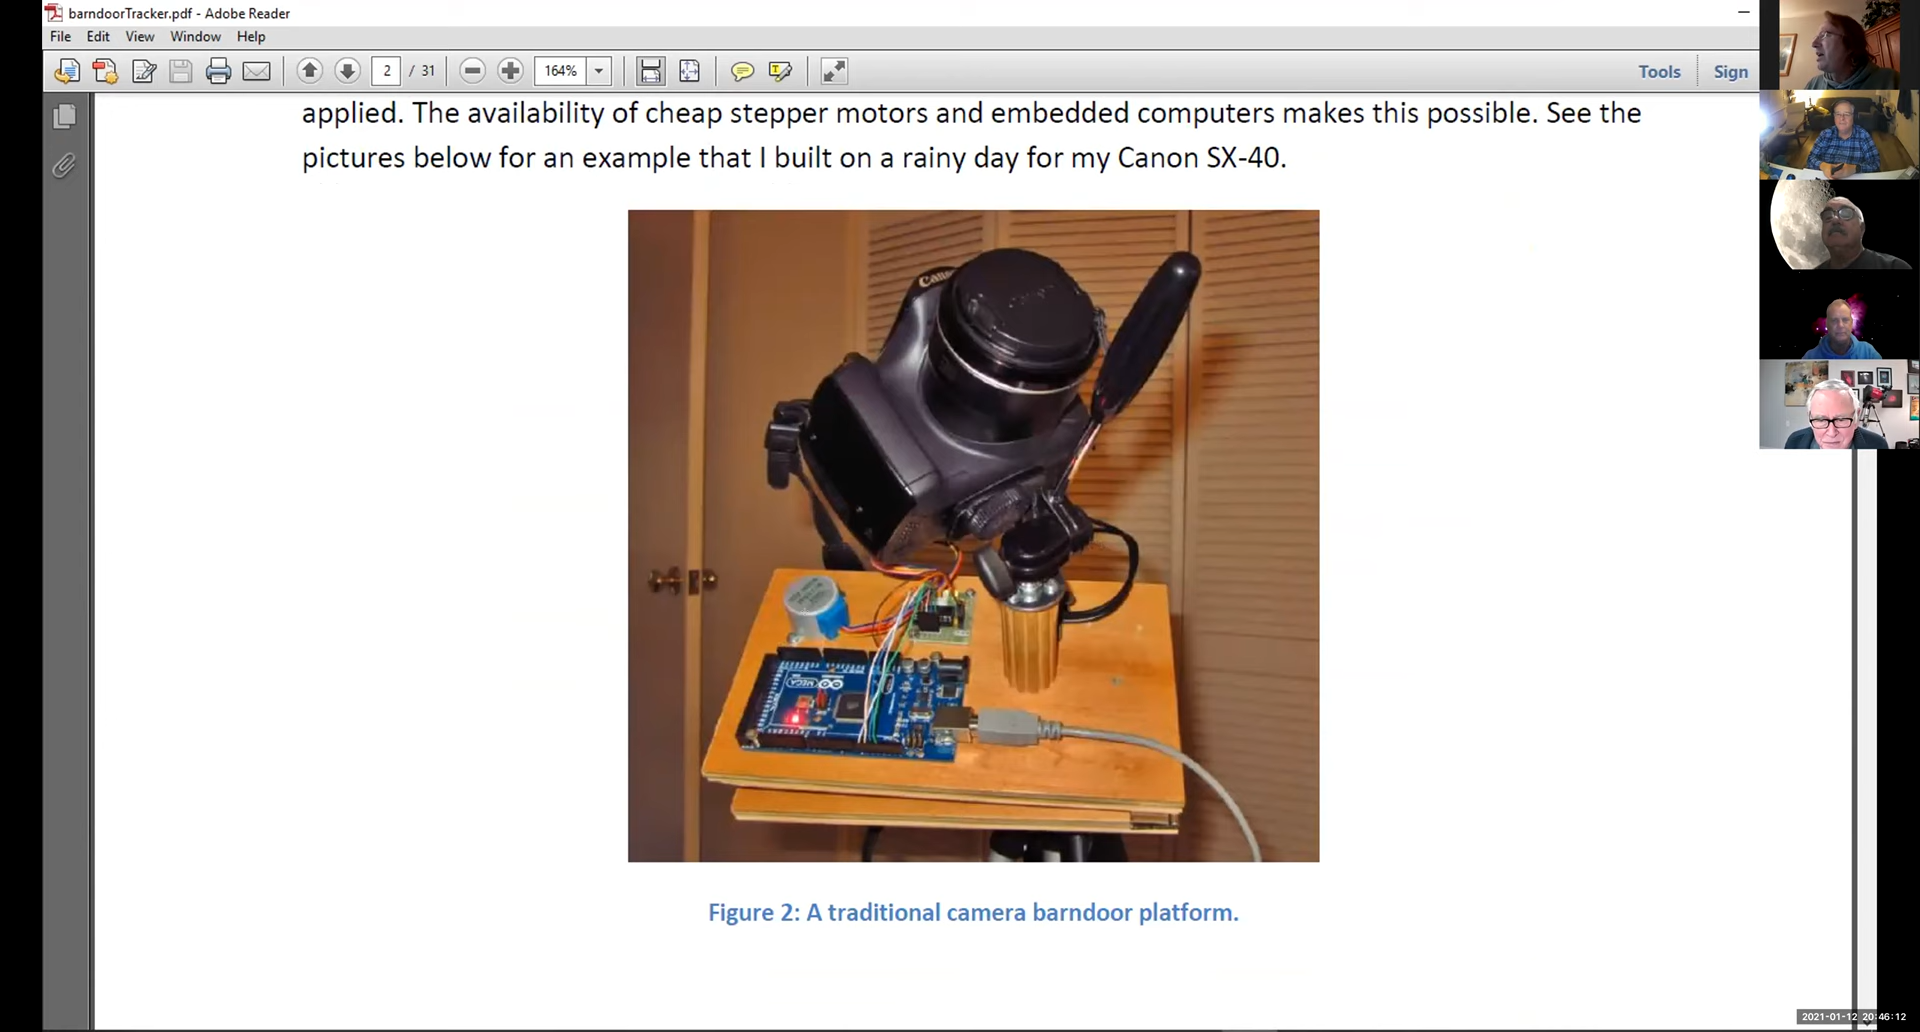 barndoorTracker.pdf - Adobe Reader
File Edit View Window Help
2 / 31 164% Tools Sign
applied. The availability of cheap stepper motors and embedded computers makes this possible. See the
pictures below for an example that I built on a rainy day for my Canon SX-40.
Canon
MEGA
Figure 2: A traditional camera barndoor platform.
2021-01-12 20:46:12